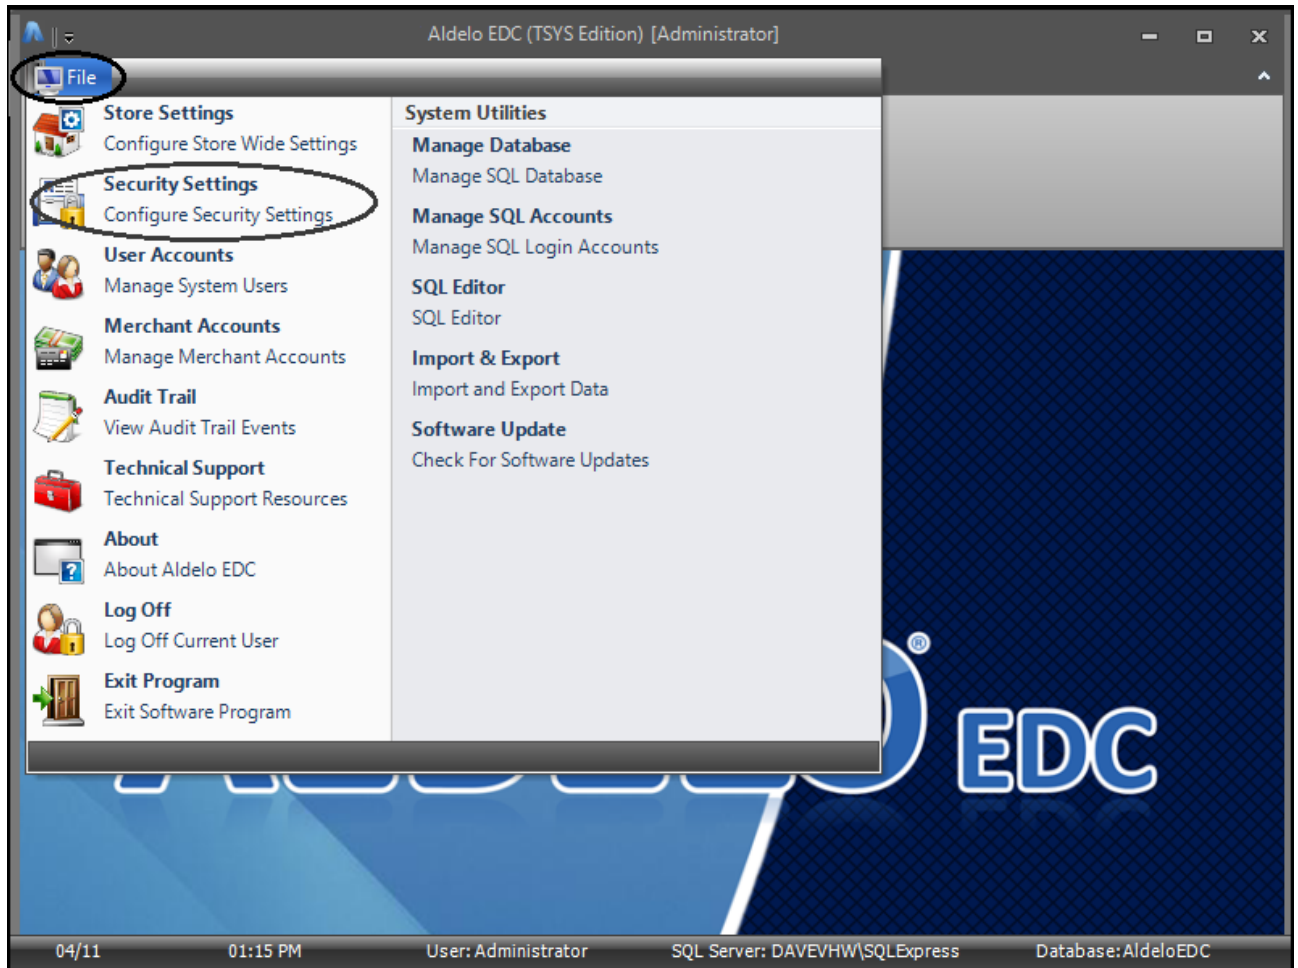 Aldelo EDC (TSYS Edition) [Administrator]
File
Store Settings
Configure Store Wide Settings
Security Settings
Configure Security Settings
User Accounts
Manage System Users
Merchant Accounts
Manage Merchant Accounts
Audit Trail
View Audit Trail Events
Technical Support
Technical Support Resources
About
About Aldelo EDC
Log Off
Log Off Current User
Exit Program
Exit Software Program
System Utilities
Manage Database
Manage SQL Database
Manage SQL Accounts
Manage SQL Login Accounts
SQL Editor
SQL Editor
Import & Export
Import and Export Data
Software Update
Check For Software Updates
® EDC
04/11 01:15 PM User: Administrator SQL Server: DAVEVHW\SQLExpress Database: AldeloEDC